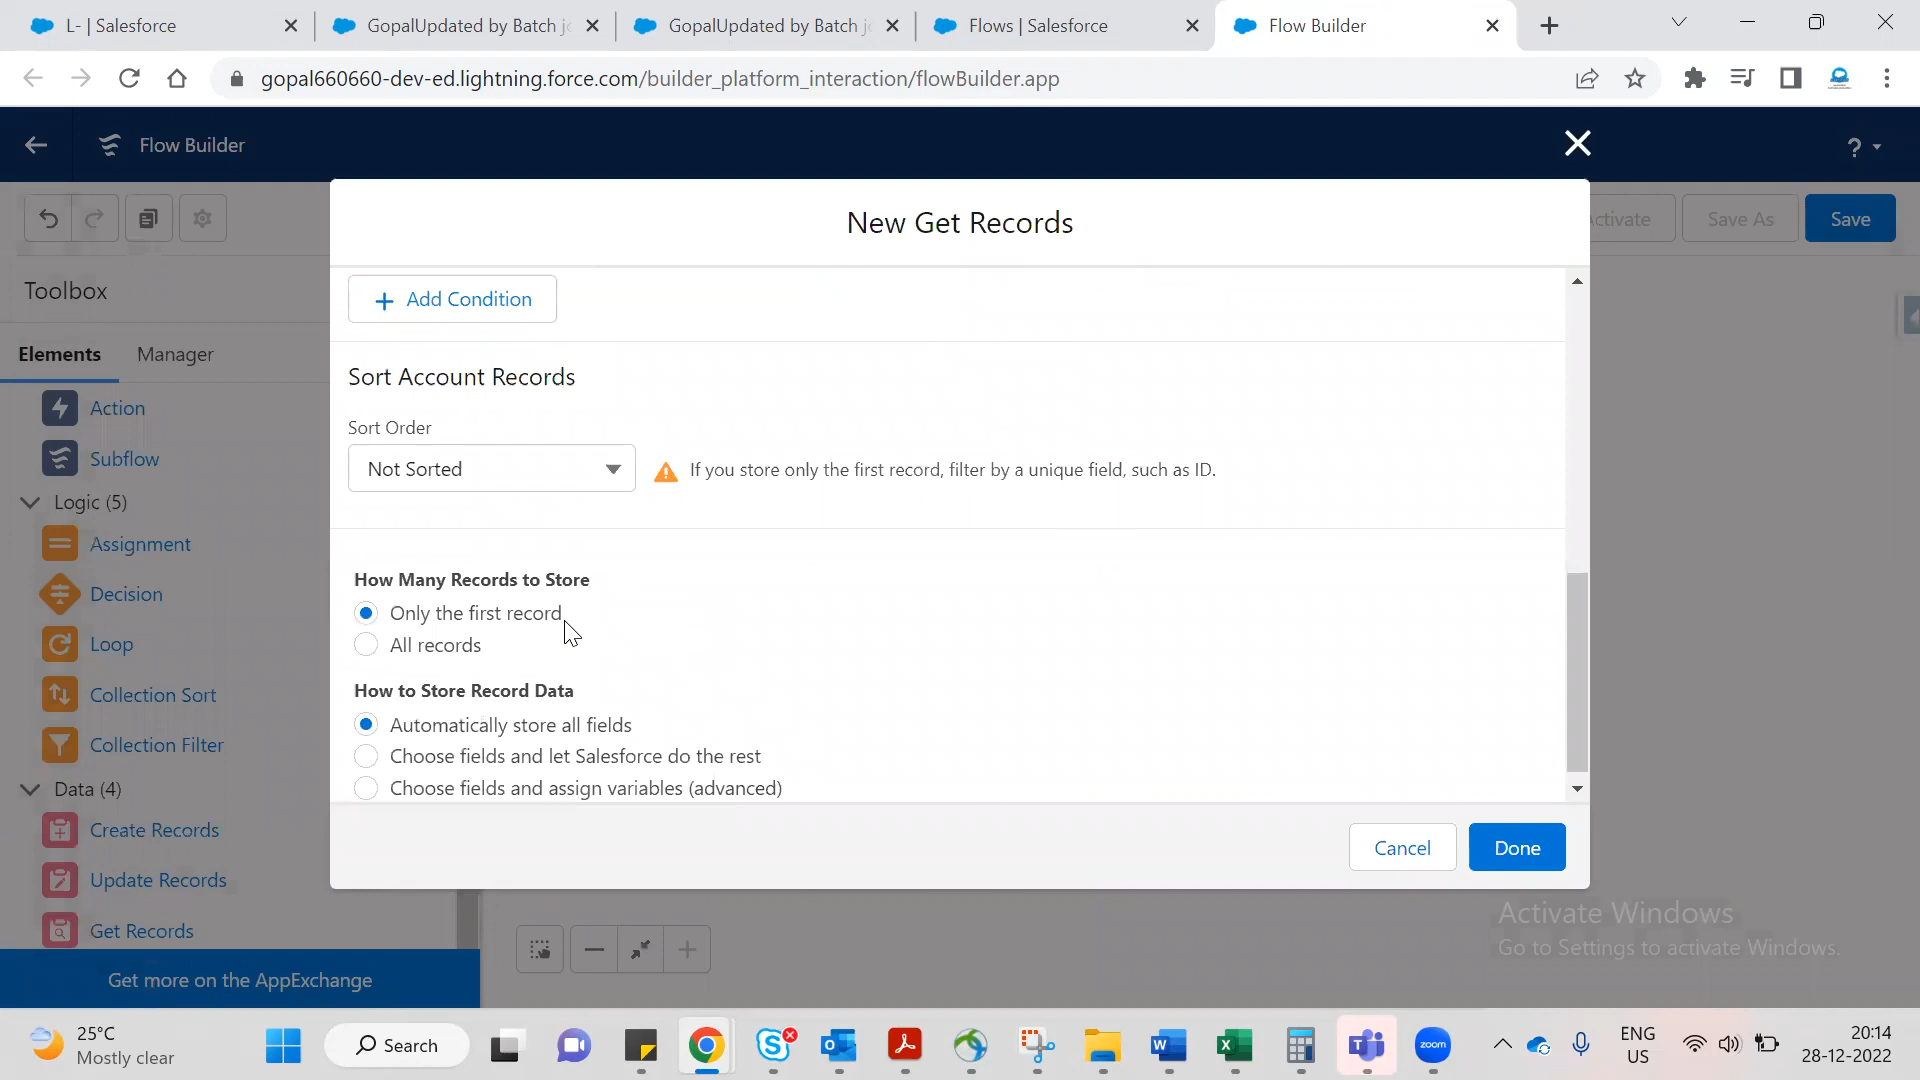 L- | Salesforce
GopalUpdated by Batch jo
GopalUpdated by Batch jo
Flows | Salesforce
Flow Builder
gopal660660-dev-ed.lightning.force.com/builder_platform_interaction/flowBuilder.app
Flow Builder
?
New Get Records
Save As
Save
Toolbox
Add Condition
Elements
Manager
Sort Account Records
Action
Sort Order
Subflow
Not Sorted
If you store only the first record, filter by a unique field, such as ID.
Logic (5)
Assignment
How Many Records to Store
Decision
Only the first record
Loop
All records
Collection Sort
How to Store Record Data
Automatically store all fields
Collection Filter
Choose fields and let Salesforce do the rest
Data (4)
Choose fields and assign variables (advanced)
Create Records
Cancel
Done
Update Records
Get Records
Activate Windows
Go to Settings to activate Windows.
Get more on the AppExchange
25°C
Mostly clear
Search
zoom
ENG
US
20:14
28-12-2022